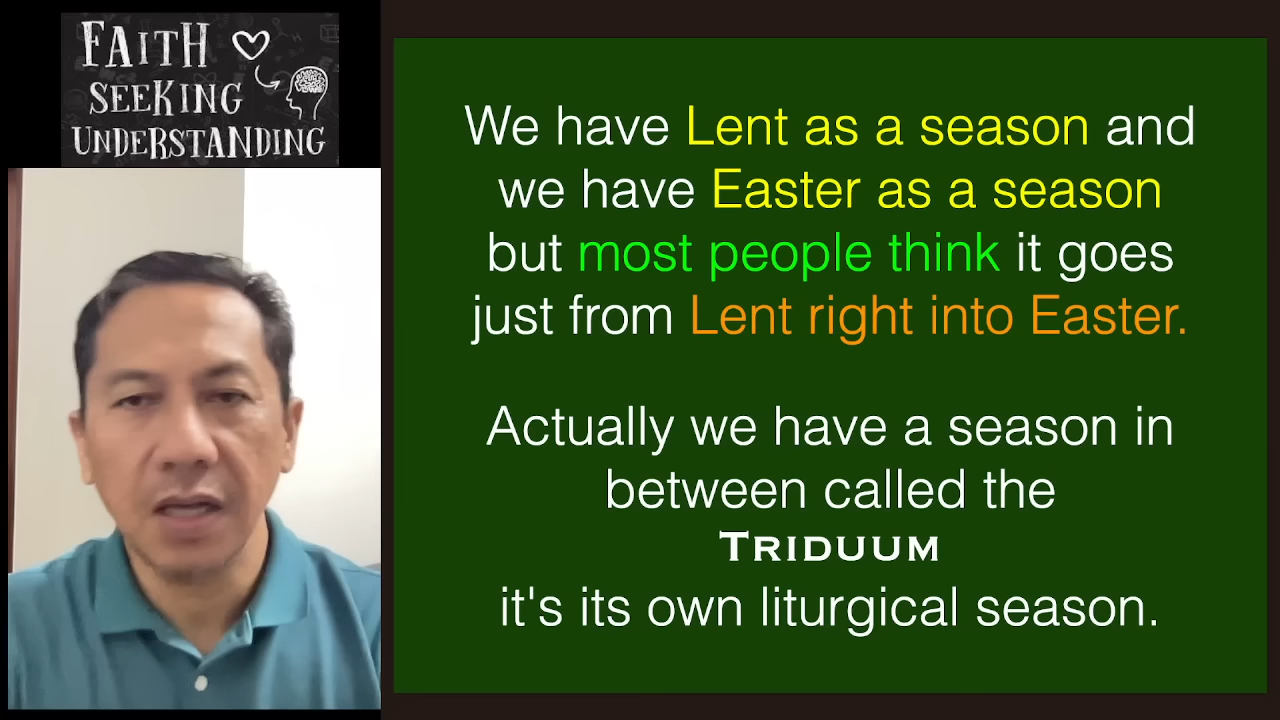 FAITH
SEEKING
UNDERSTANDING
We have Lent as a season and
we have Easter as a season
but most people think it goes
just from Lent right into Easter.
Actually we have a season in
between called the
TRIDUUM
it's its own liturgical season.